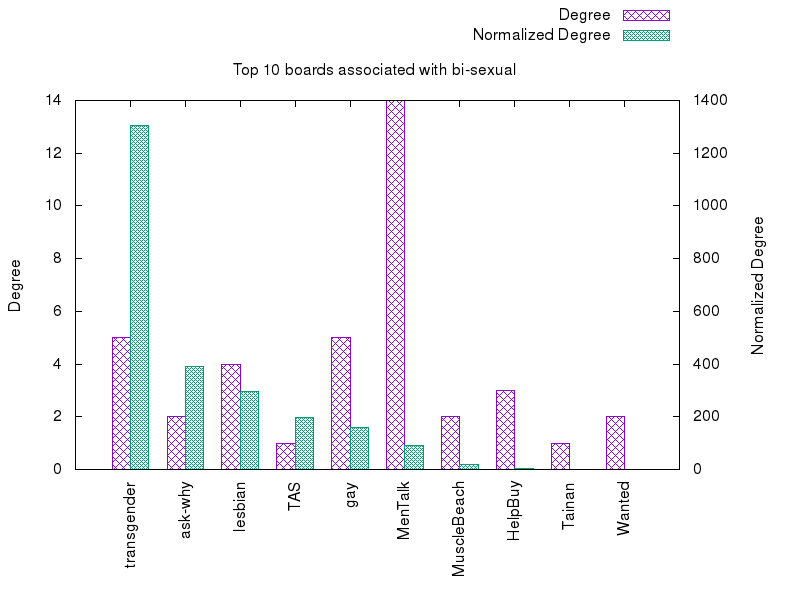 Degree
Normalized Degree
Top 10 boards associated with bi-sexual
14
12
10
8
6
4
2
0
1400
1200
1000
800
600
400
200
0
Degree
Normalized Degree
transgender
ask-why
lesbian
TAS
gay
MenTalk
MuscleBeach
HelpBuy
Tainan
Wanted